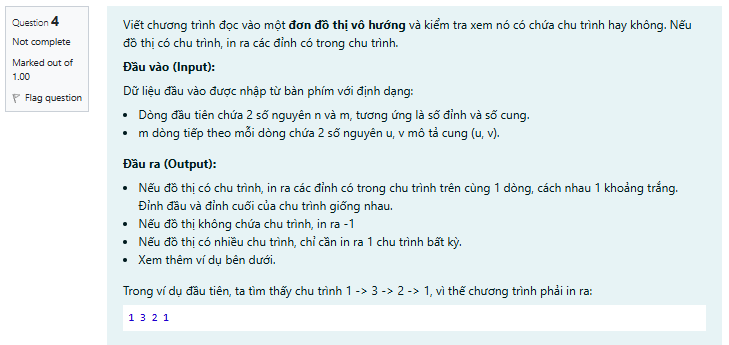 Question 4
Not complete
Marked out of
1.00
Flag question
Viết chương trình đọc vào một đơn đồ thị vô hướng và kiểm tra xem nó có chứa chu trình hay không. Nếu
đồ thị có chu trình, in ra các đỉnh có trong chu trình.
Đầu vào (Input):
Dữ liệu đầu vào được nhập từ bàn phím với định dạng:
• Dòng đầu tiên chứa 2 số nguyên n và m, tương ứng là số đỉnh và số cung.
• m dòng tiếp theo mỗi dòng chứa 2 số nguyên u, v mô tả cung (u, v).
Đầu ra (Output):
• Nếu đồ thị có chu trình, in ra các đỉnh có trong chu trình trên cùng 1 dòng, cách nhau 1 khoảng trắng.
Đỉnh đầu và đỉnh cuối của chu trình giống nhau.
• Nếu đồ thị không chứa chu trình, in ra -1
• Nếu đồ thị có nhiều chu trình, chỉ cần in ra 1 chu trình bất kỳ.
• Xem thêm ví dụ bên dưới.
Trong ví dụ đầu tiên, ta tìm thấy chu trình 1 -> 3 -> 2 -> 1, vì thế chương trình phải in ra:
1 3 2 1